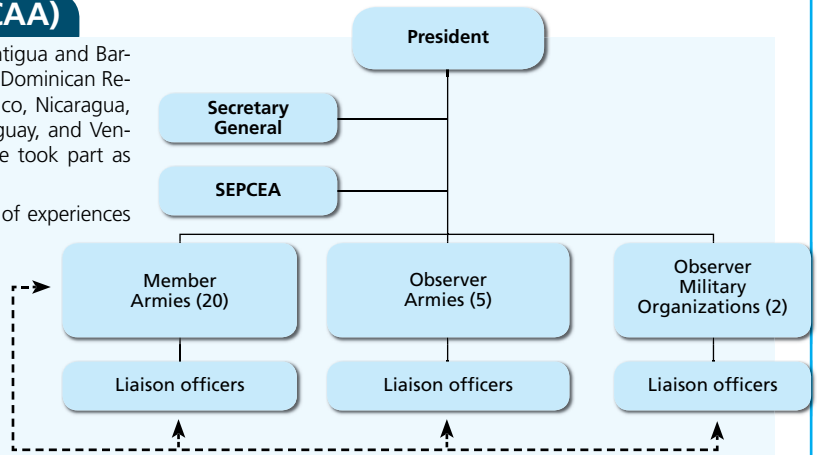 CAA)
tigua and Bar-
Dominican Re-
co, Nicaragua,
guay, and Ven-
e took part as
of experiences
President
Secretary
General
SEPCEA
Member
Armies (20)
Observer
Armies (5)
Observer
Military
Organizations (2)
Liaison officers
Liaison officers
Liaison officers